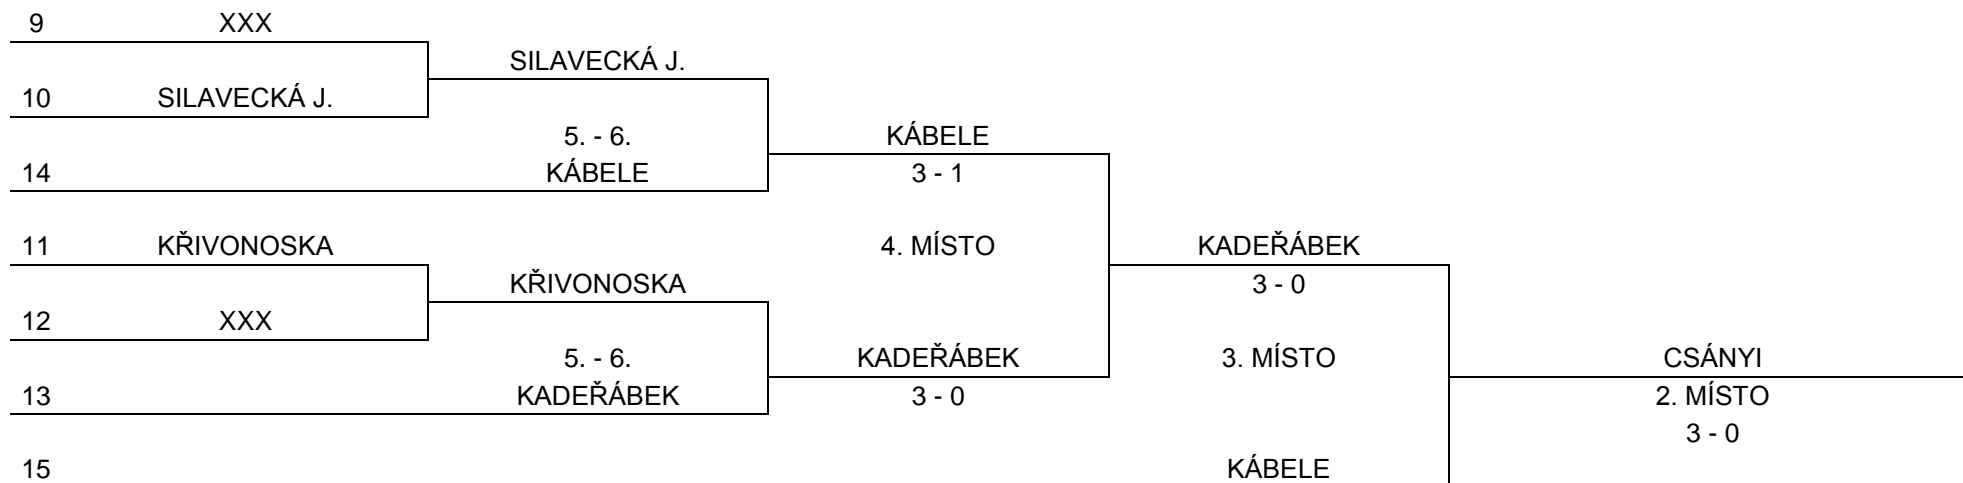 9 XXX
SILAVECKÁ J.
10 SILAVECKÁ J.
5. - 6. KÁBELE
14 KÁBELE 3 - 1
11 KŘIVONOSKA 4. MÍSTO KADEŘÁBEK
KŘIVONOSKA 3 - 0
12 XXX
5. - 6. KADEŘÁBEK 3. MÍSTO CSÁNYI
13 KADEŘÁBEK 3 - 0 2. MÍSTO
3 - 0
15 KÁBELE